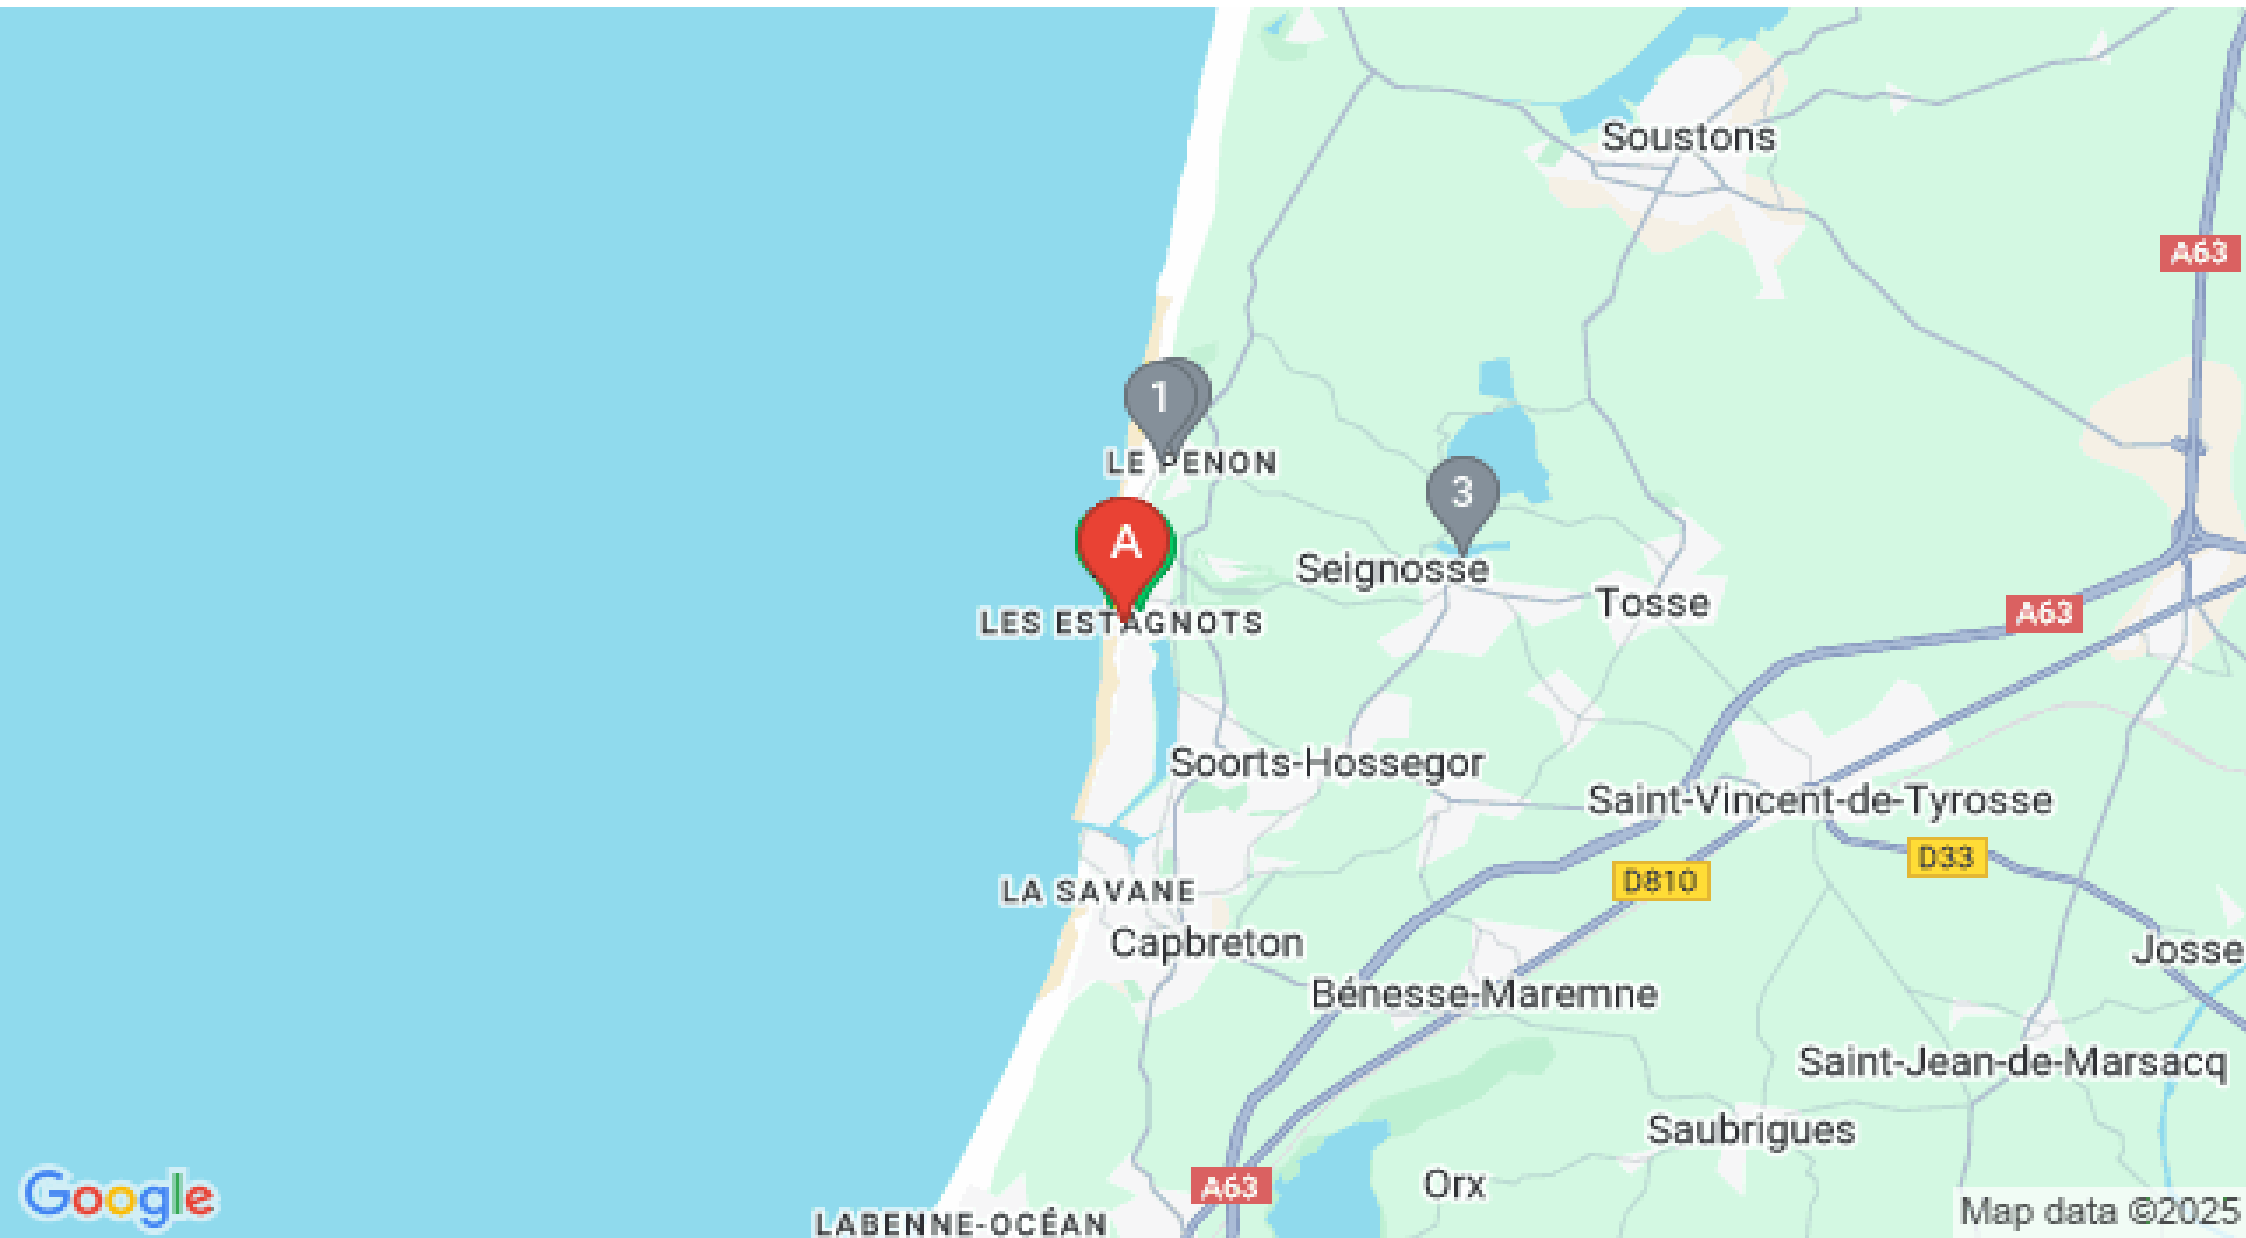 Soustons
A63
1
LE PENON
3
A
Seignosse
Tosse
A63
LES ESTAGNOTS
Soorts-Hossegor
Saint-Vincent-de-Tyrosse
D33
D810
LA SAVANE
Capbreton
Josse
Bénesse-Maremne
Saint-Jean-de-Marsacq
Saubrigues
Orx
A63
Google
LABENNE-OCÉAN
Map data ©2025